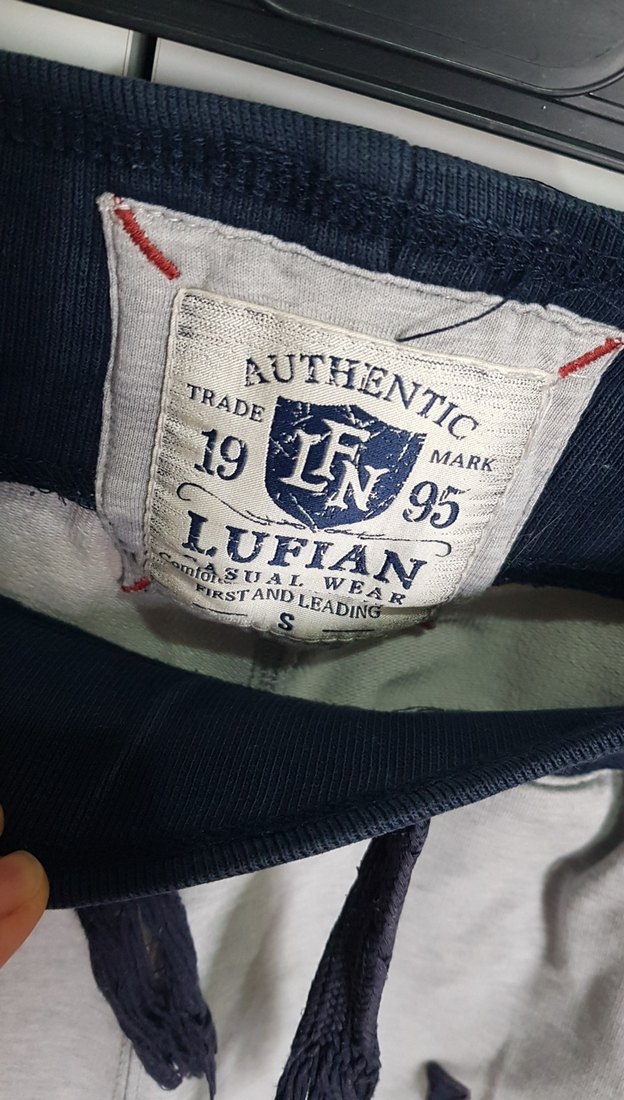 AUTHENTIC
TRADE MARK
19 LFN 95
LUFIAN
CASUAL WEAR
FIRST AND LEADING
S